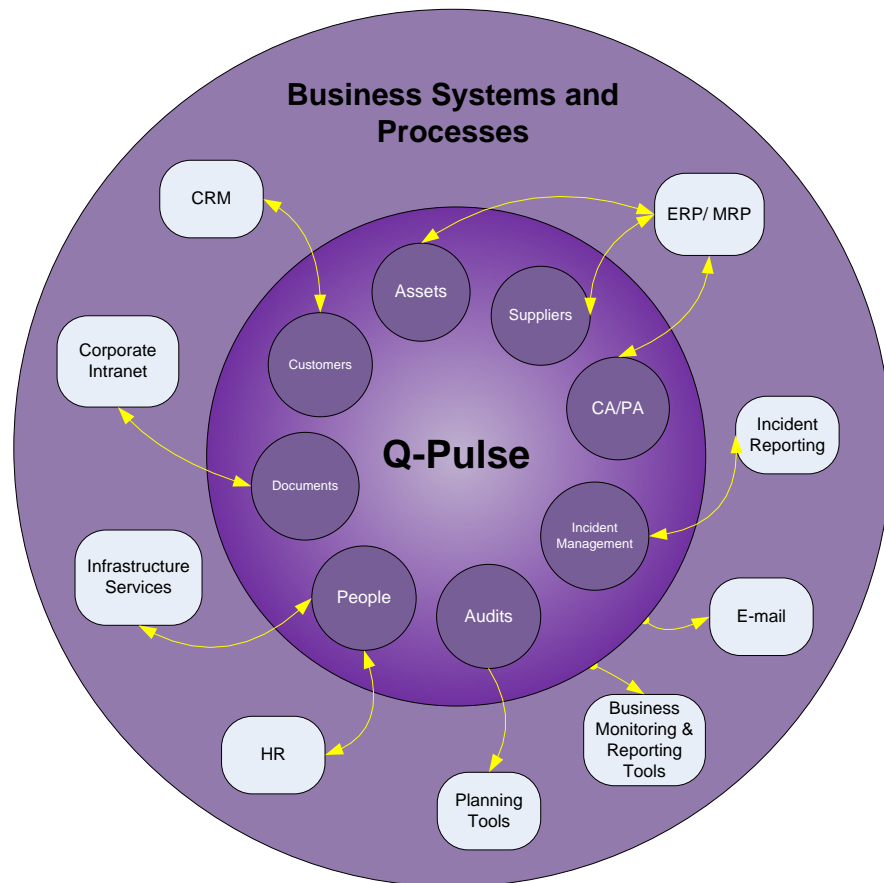 Business Systems and
Processes
CRM
ERP/ MRP
Assets
Suppliers
Corporate
Intranet
Customers
CA/PA
Incident
Reporting
Q-Pulse
Documents
Incident
Management
Infrastructure
Services
People
Audits
E-mail
Business
Monitoring &
Reporting
Tools
HR
Planning
Tools